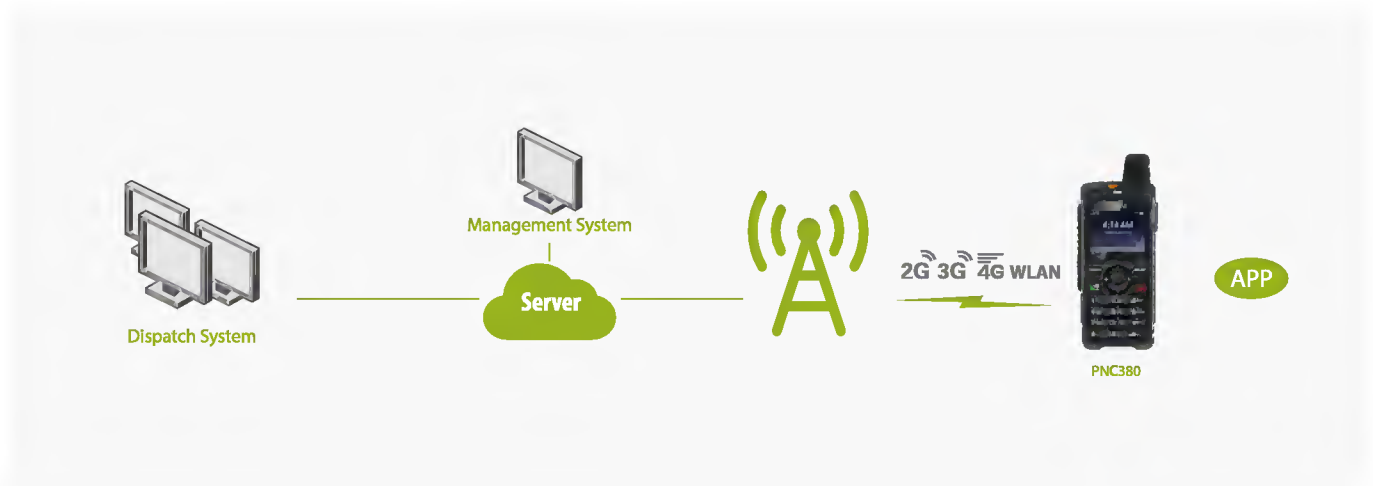 Management System
Server
Dispatch System
2G 3G 4G WLAN
APP
PNC380